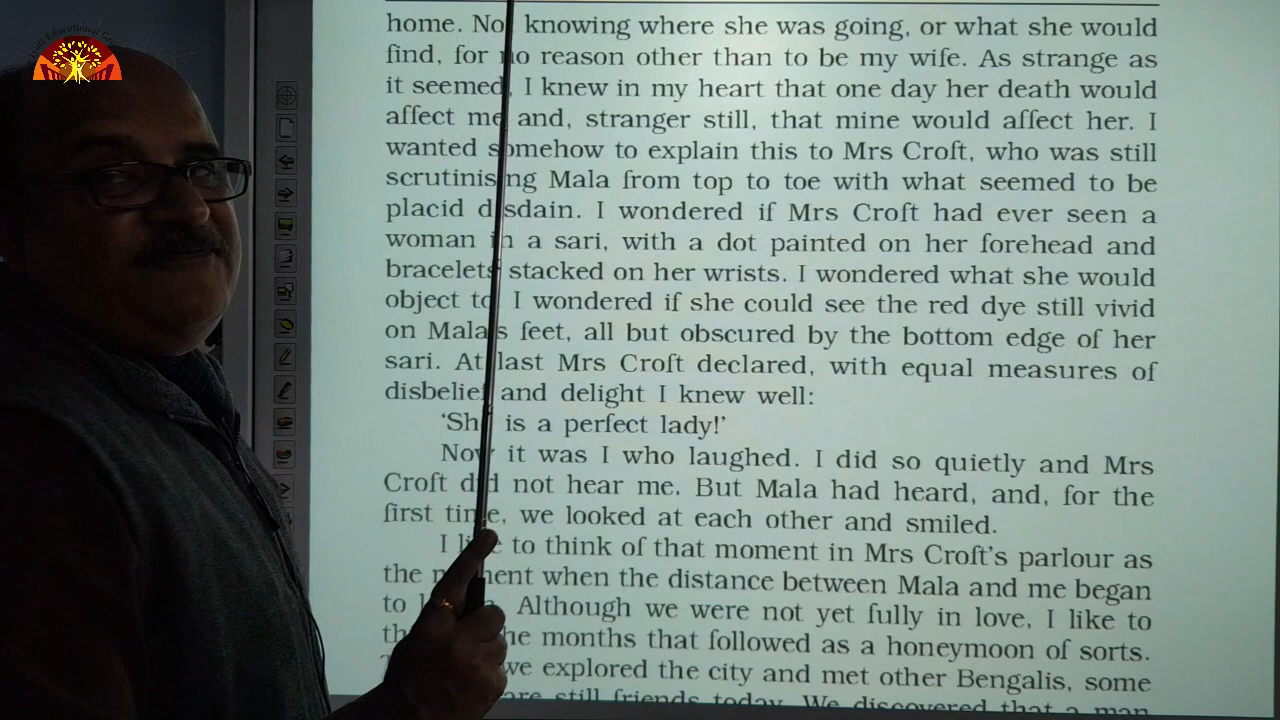 Jyoti Educational Gro
home. Not knowing where she was going, or what she would
find, for no reason other than to be my wife. As strange as
it seemed, I knew in my heart that one day her death would
affect me and, stranger still, that mine would affect her. I
wanted somehow to explain this to Mrs Croft, who was still
scrutinising Mala from top to toe with what seemed to be
placid disdain. I wondered if Mrs Croft had ever seen a
woman in a sari, with a dot painted on her forehead and
bracelets stacked on her wrists. I wondered what she would
object to. I wondered if she could see the red dye still vivid
on Mala's feet, all but obscured by the bottom edge of her
sari. At last Mrs Croft declared, with equal measures of
disbelief and delight I knew well:
‘She is a perfect lady!’
Now it was I who laughed. I did so quietly and Mrs
Croft did not hear me. But Mala had heard, and, for the
first time, we looked at each other and smiled.
I like to think of that moment in Mrs Croft's parlour as
the moment when the distance between Mala and me began
to Although we were not yet fully in love, I like to
the months that followed as a honeymoon of sorts.
we explored the city and met other Bengalis, some
are still friends today. We discovered that a man